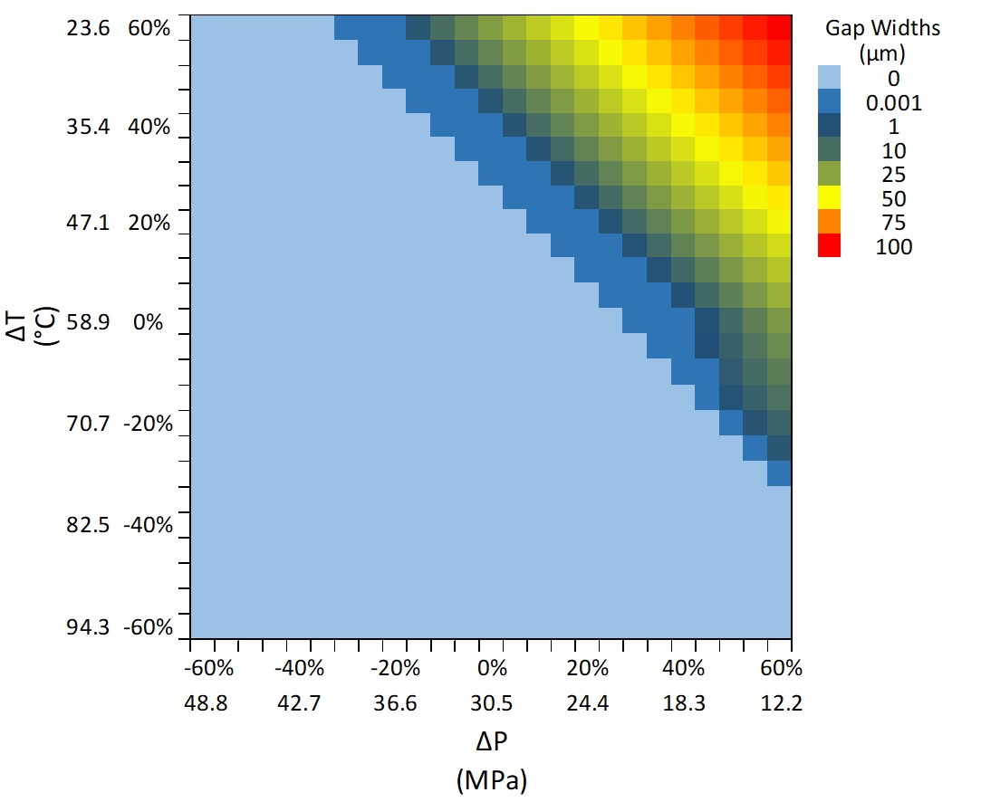 Gap Widths
(µm)
0
0.001
1
10
25
50
75
100
ΔT
(°C)
23.6 60%
35.4 40%
47.1 20%
58.9 0%
70.7 -20%
82.5 -40%
94.3 -60%
-60% -40% -20% 0% 20% 40% 60%
48.8 42.7 36.6 30.5 24.4 18.3 12.2
ΔP
(MPa)